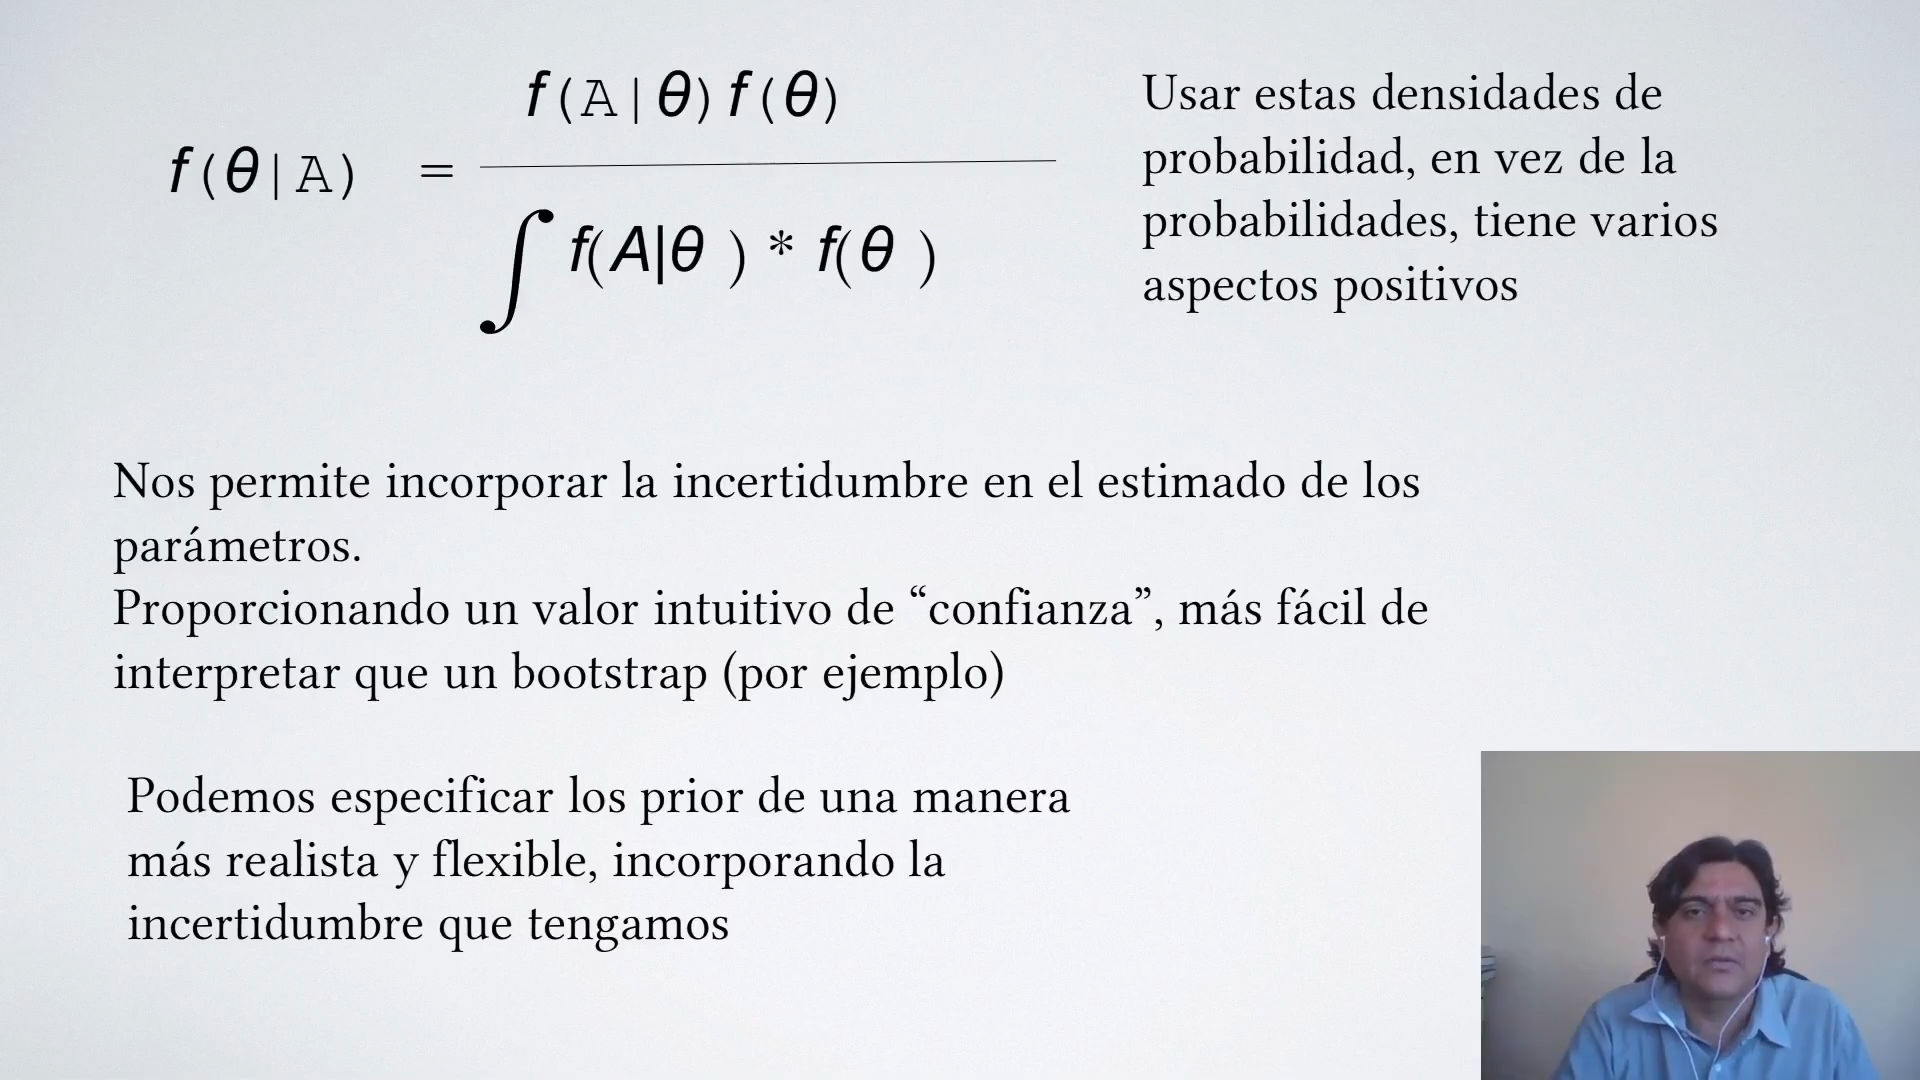 f(A|θ)f(θ)
f(θ|A) =
∫ f(A|θ ) * f(θ )
Usar estas densidades de
probabilidad, en vez de la
probabilidades, tiene varios
aspectos positivos
Nos permite incorporar la incertidumbre en el estimado de los
parámetros.
Proporcionando un valor intuitivo de “confianza”, más fácil de
interpretar que un bootstrap (por ejemplo)
Podemos especificar los prior de una manera
más realista y flexible, incorporando la
incertidumbre que tengamos